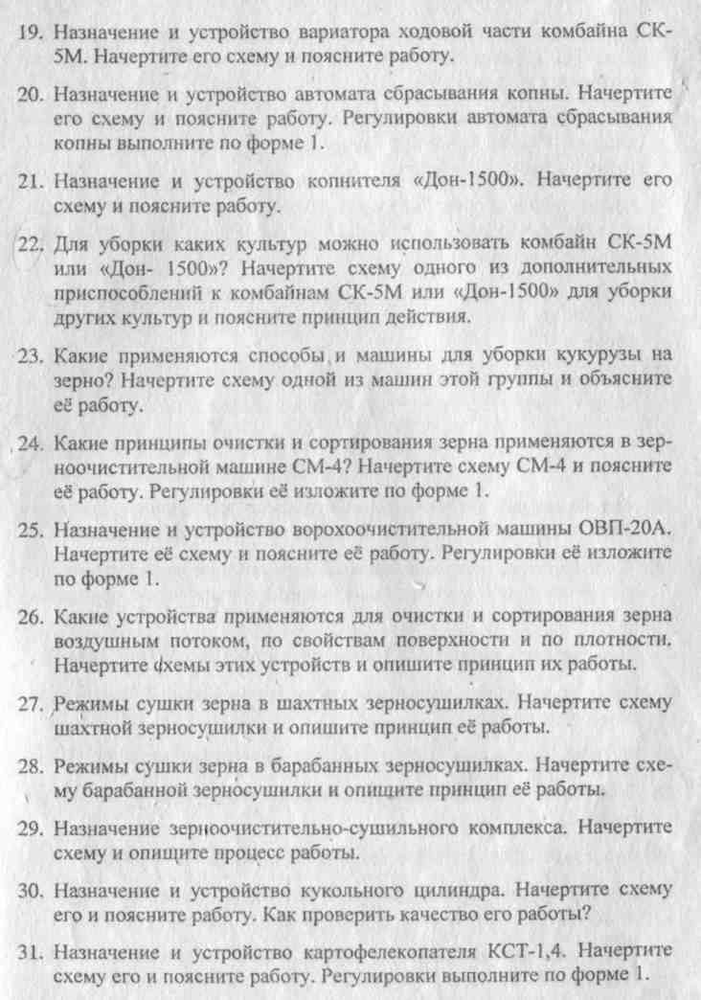 19. Назначение и устройство вариатора ходовой части комбайна СК-
5М. Начертите его схему и поясните работу.
20. Назначение и устройство автомата сбрасывания копны. Начертите
его схему и поясните работу. Регулировки автомата сбрасывания
копны выполните по форме 1.
21. Назначение и устройство копнителя «Дон-1500». Начертите его
схему и поясните работу.
22. Для уборки каких культур можно использовать комбайн СК-5М
или «Дон- 1500»? Начертите схему одного из дополнительных
приспособлений к комбайнам СК-5М или «Дон-1500» для уборки
других культур и поясните принцип действия.
23. Какие применяются способы и машины для уборки кукурузы на
зерно? Начертите схему одной из машин этой группы и объясните
её работу.
24. Какие принципы очистки и сортирования зерна применяются в зер-
ноочистительной машине СМ-4? Начертите схему СМ-4 и поясните
её работу. Регулировки её изложите по форме 1.
25. Назначение и устройство ворохоочистительной машины ОВП-20А.
Начертите её схему и поясните её работу. Регулировки её изложите
по форме 1.
26. Какие устройства применяются для очистки и сортирования зерна
воздушным потоком, по свойствам поверхности и по плотности.
Начертите схемы этих устройств и опишите принцип их работы.
27. Режимы сушки зерна в шахтных зерносушилках. Начертите схему
шахтной зерносушилки и опишите принцип её работы.
28. Режимы сушки зерна в барабанных зерносушилках. Начертите схе-
му барабанной зерносушилки и опишите принцип её работы.
29. Назначение зерноочистительно-сушильного комплекса. Начертите
схему и опишите процесс работы.
30. Назначение и устройство кукольного цилиндра. Начертите схему
его и поясните работу. Как проверить качество его работы?
31. Назначение и устройство картофелекопателя КСТ-1,4. Начертите
схему его и поясните работу. Регулировки выполните по форме 1.